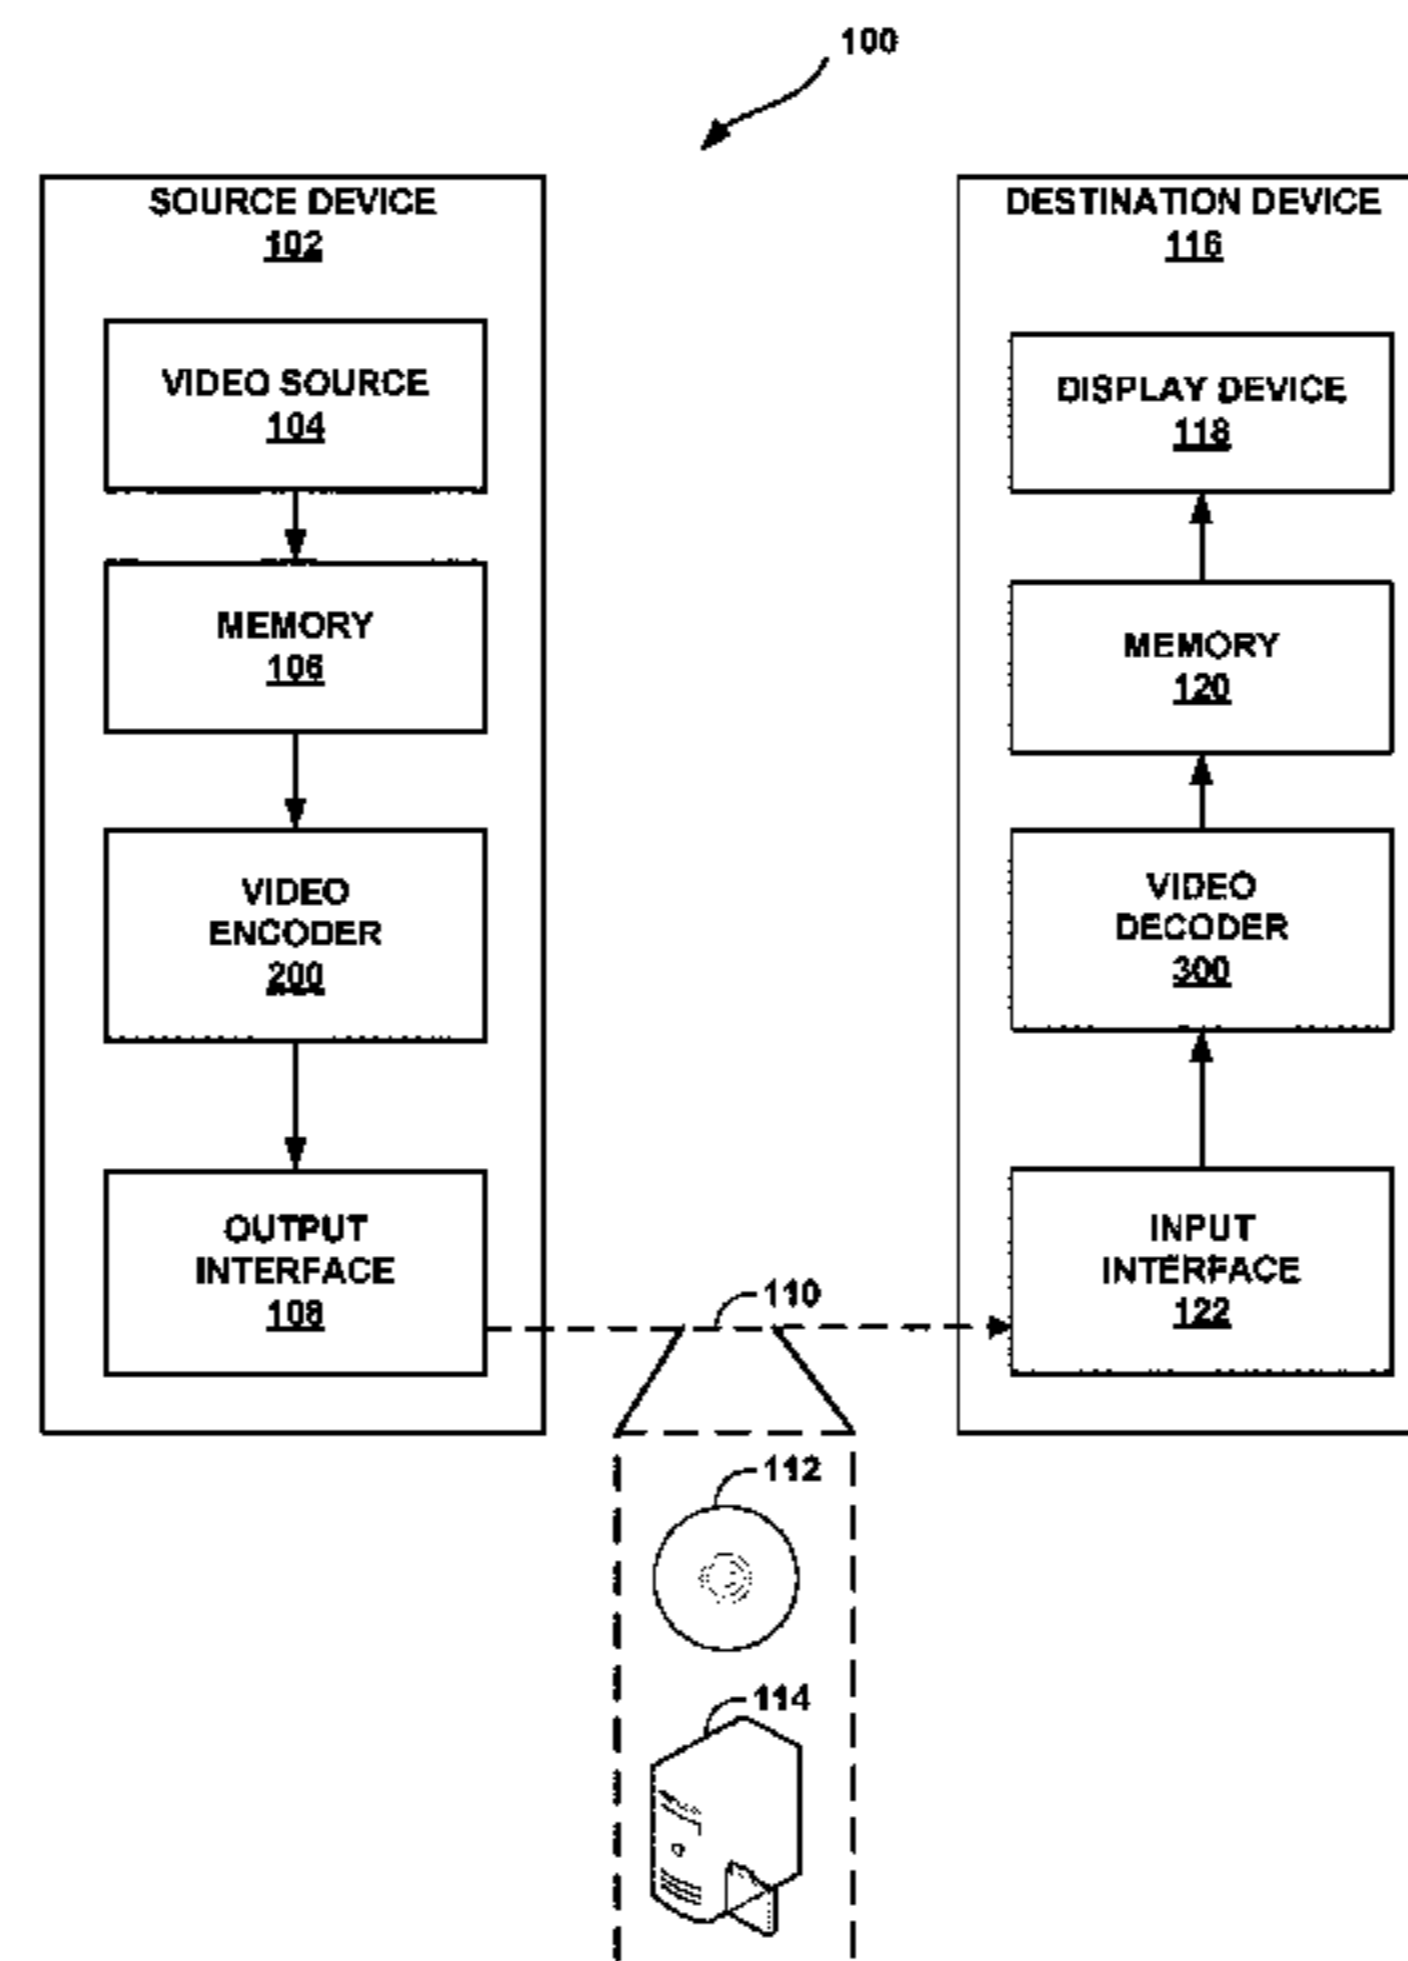 100
SOURCE DEVICE
102
VIDEO SOURCE
104
MEMORY
106
VIDEO
ENCODER
200
OUTPUT
INTERFACE
108
DESTINATION DEVICE
116
DISPLAY DEVICE
118
MEMORY
120
VIDEO
DECODER
300
INPUT
INTERFACE
122
110
112
114